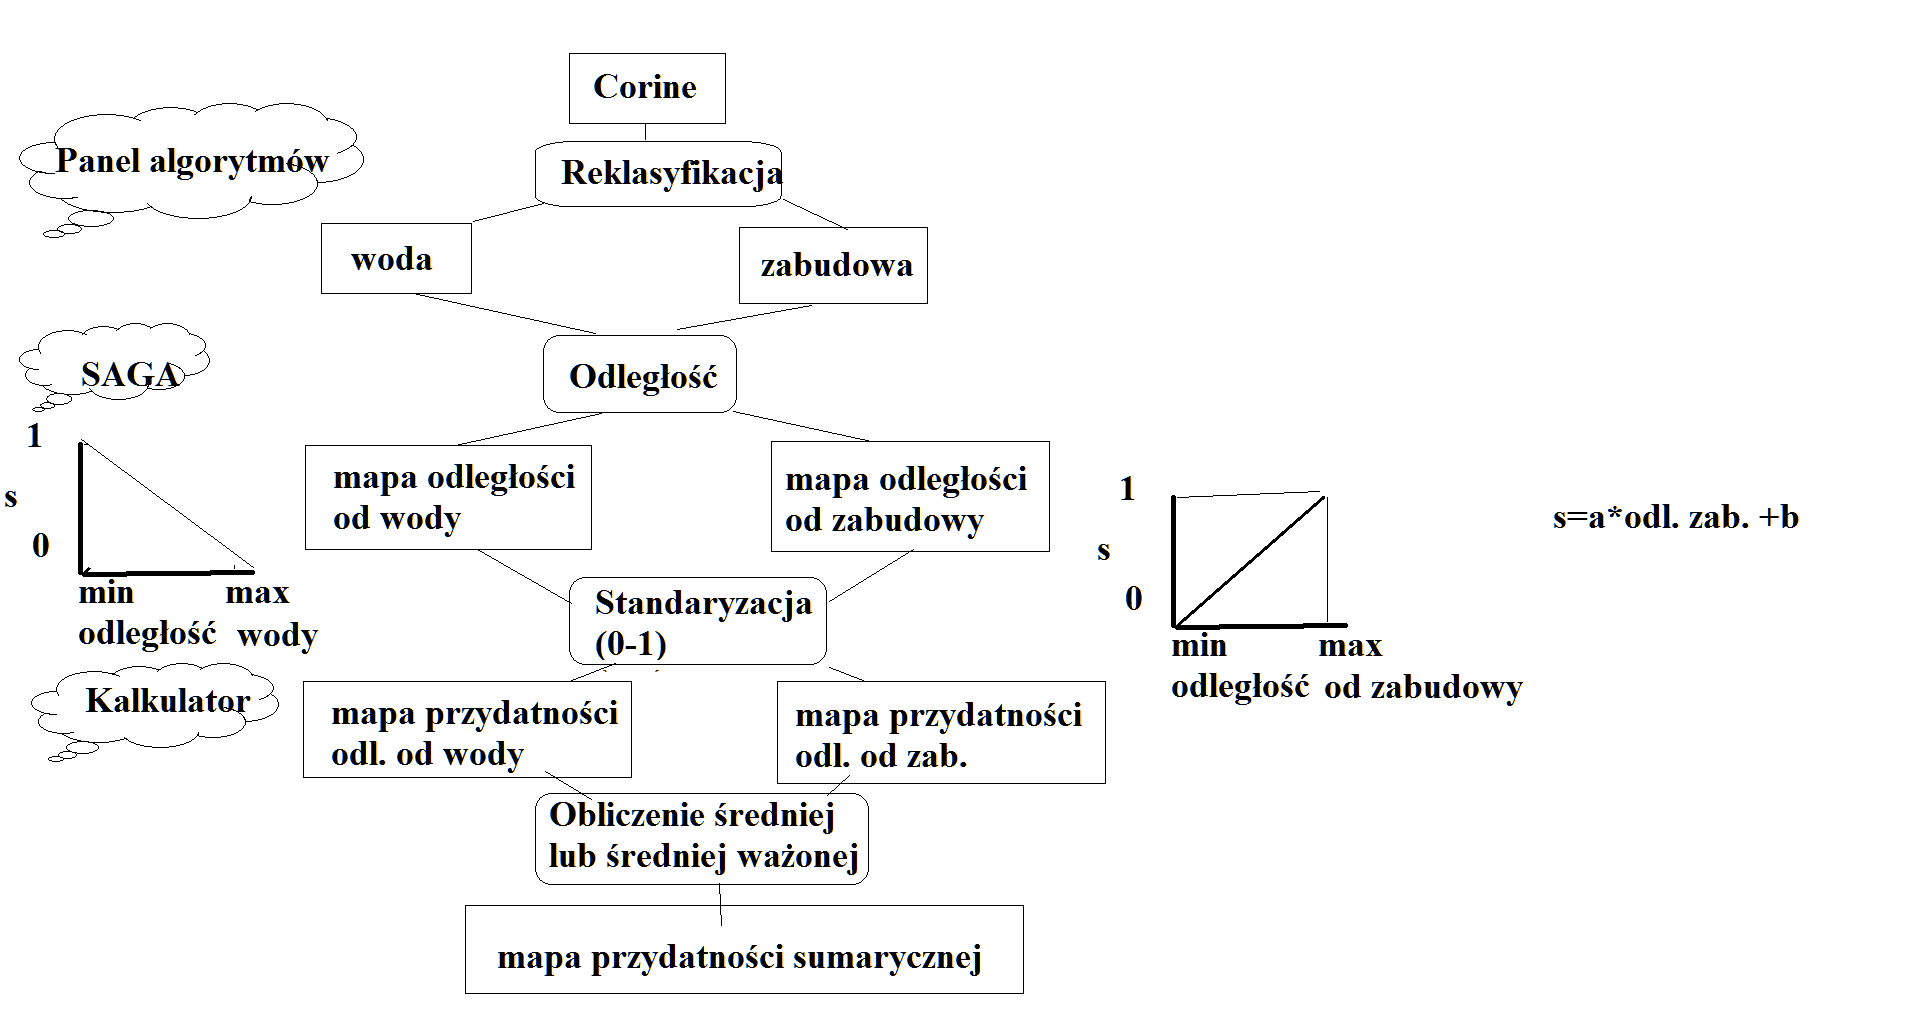 Corine
Panel algorytmów
Reklasyfikacja
woda
zabudowa
SAGA
Odległość
1
s
0
min max
odległość wody
mapa odległości
od wody
mapa odległości
od zabudowy
1
s
0
min max
odległość od zabudowy
s=a*odl. zab. +b
Standaryzacja
(0-1)
Kalkulator
mapa przydatności
odl. od wody
mapa przydatności
odl. od zab.
Obliczenie średniej
lub średniej ważonej
mapa przydatności sumarycznej